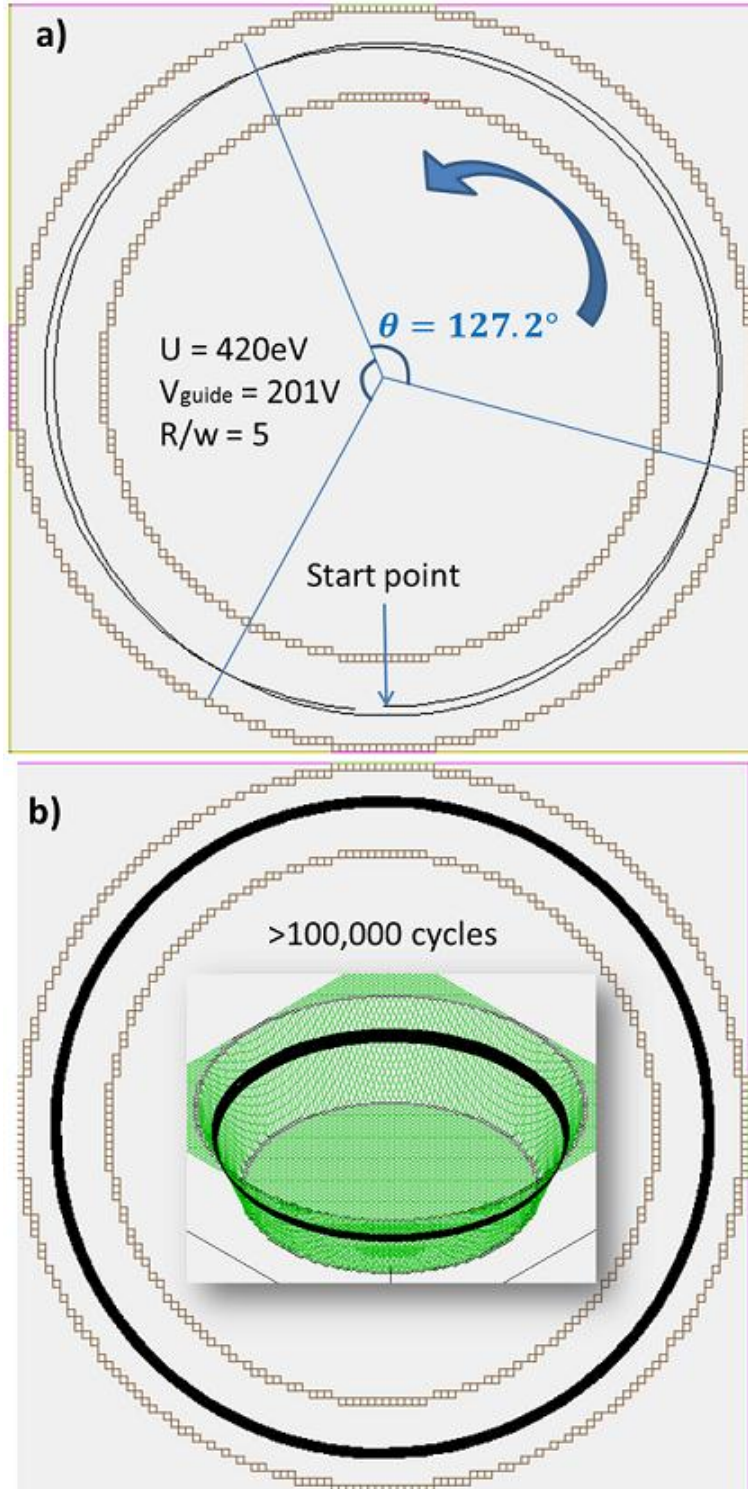 a)
θ = 127.2°
U = 420eV
Vguide = 201V
R/w = 5
Start point
b)
>100,000 cycles